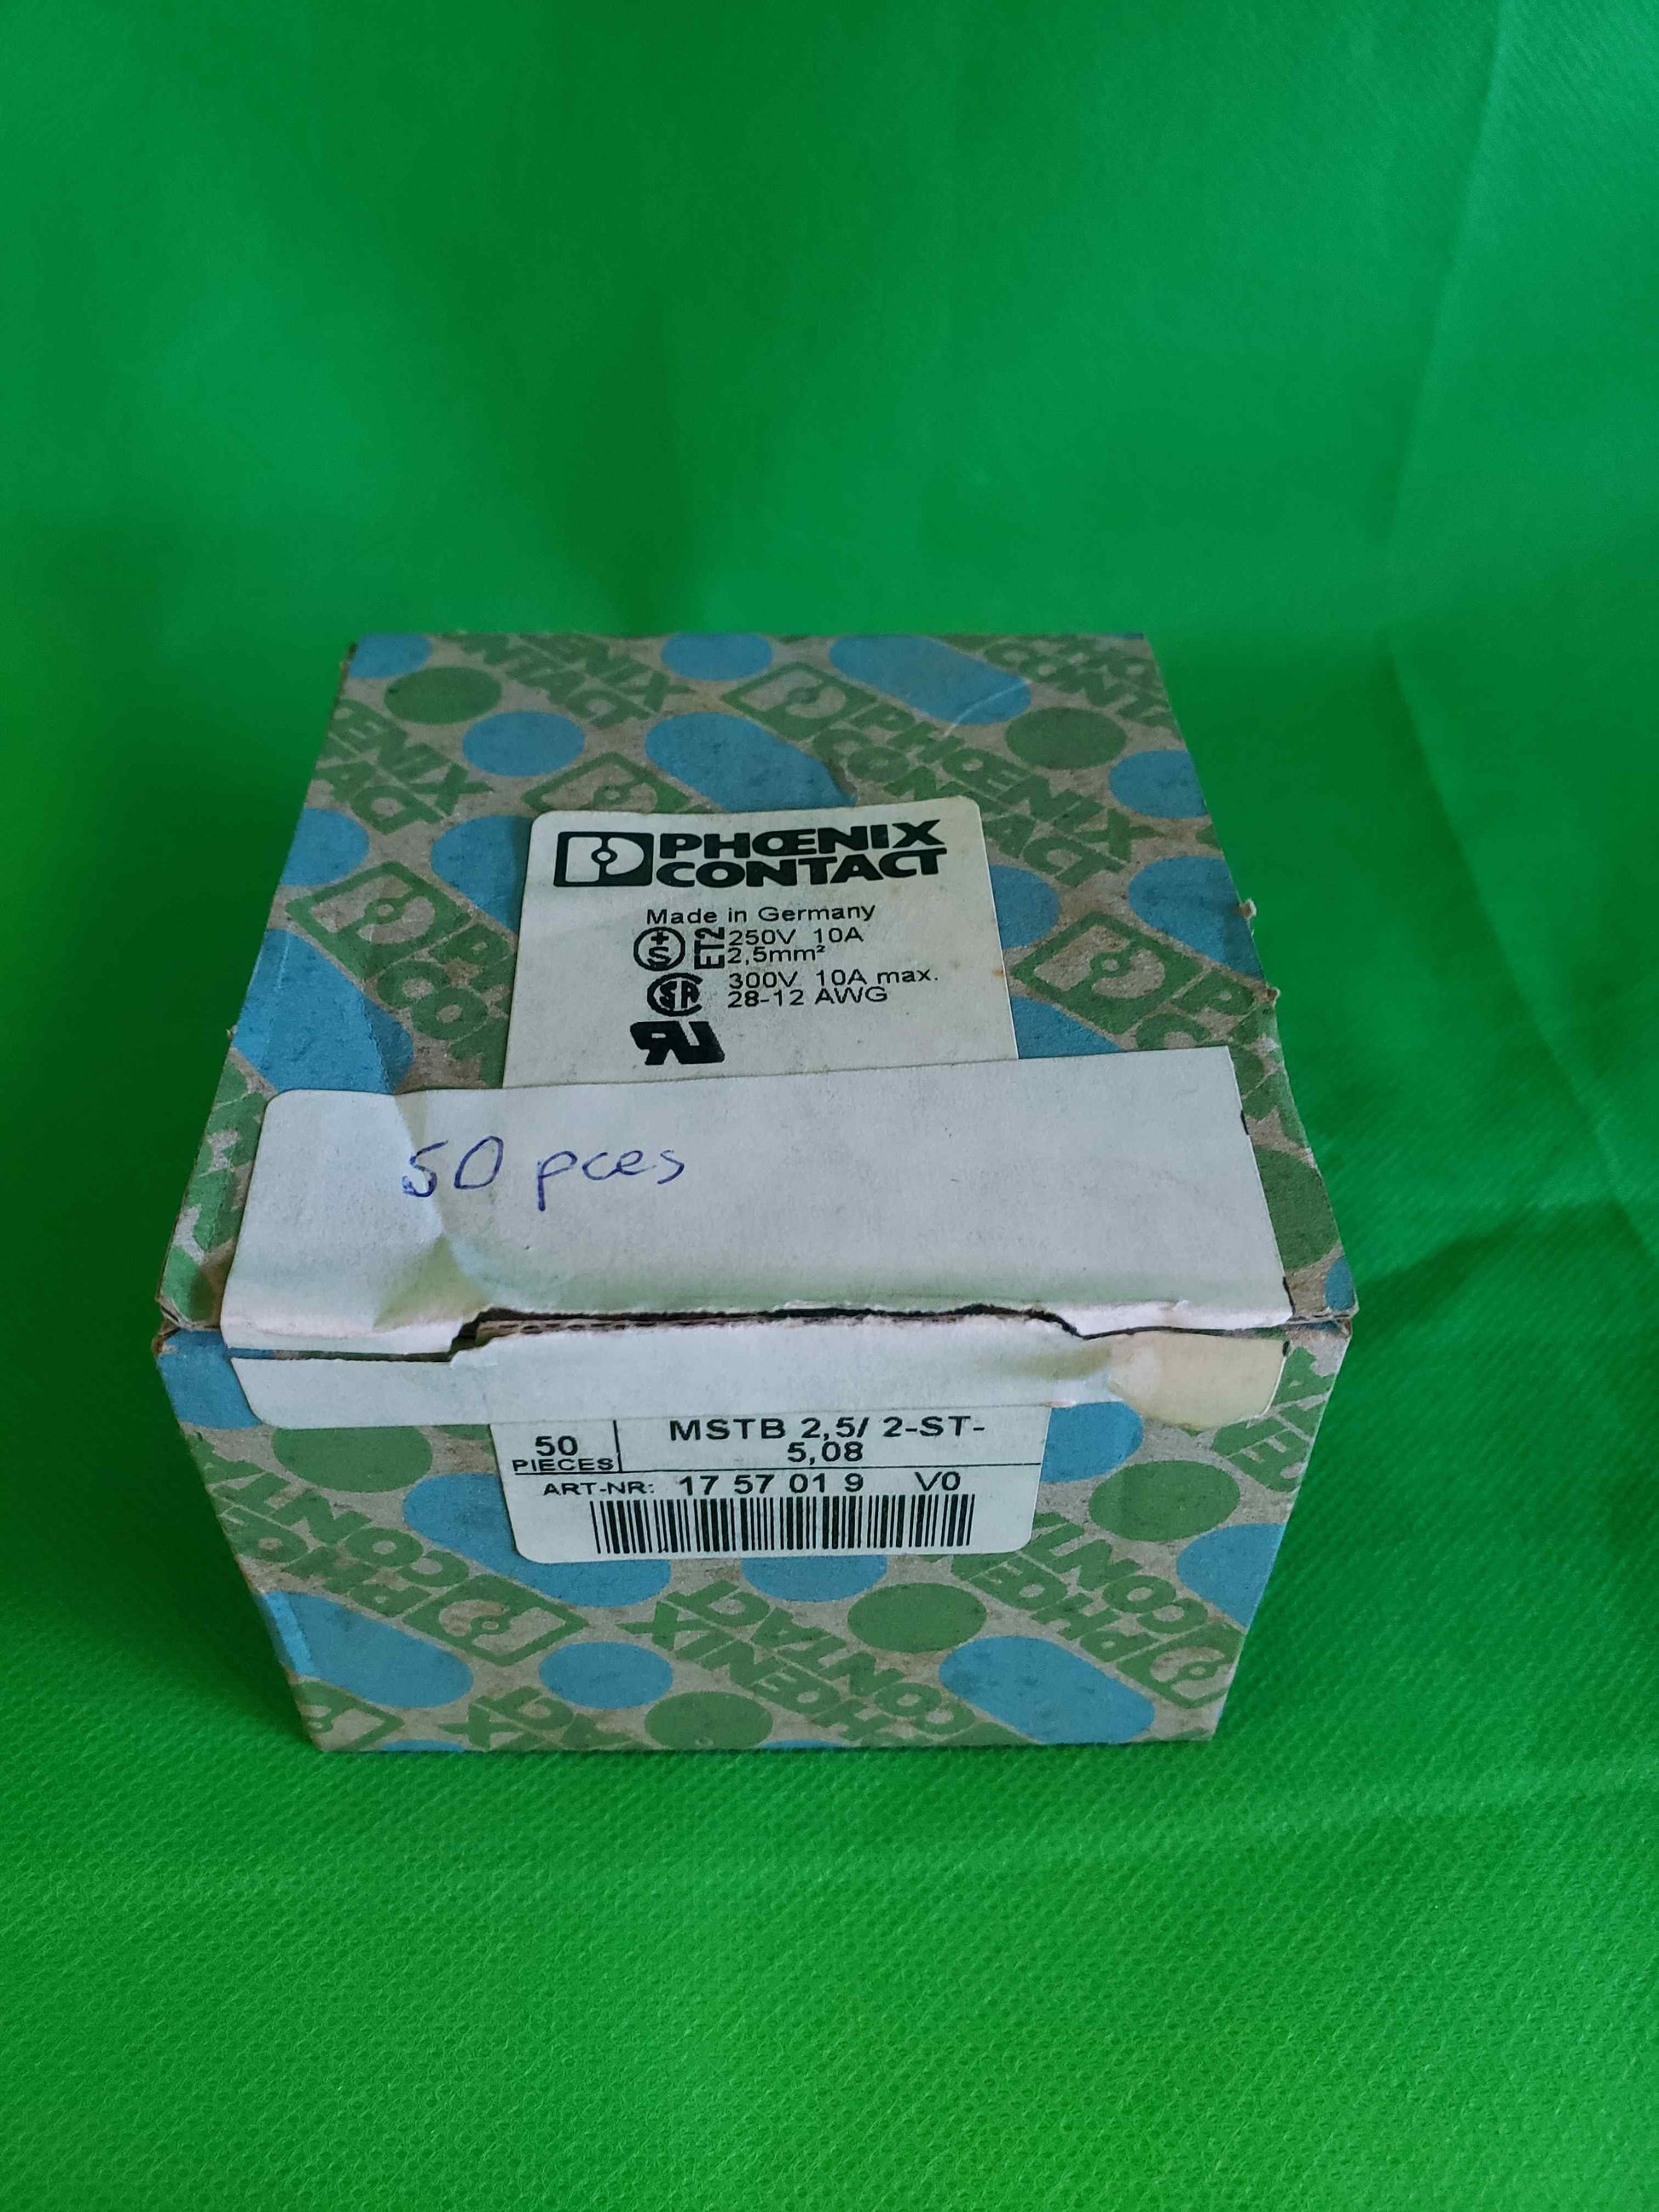 PHŒNIX
CONTACT
Made in Germany
+S ET2 250V 10A
2,5mm²
300V 10A max.
28-12 AWG
50 pces
50
PIECES
MSTB 2,5/ 2-ST-
5,08
ART-NR: 17 57 01 9 V0